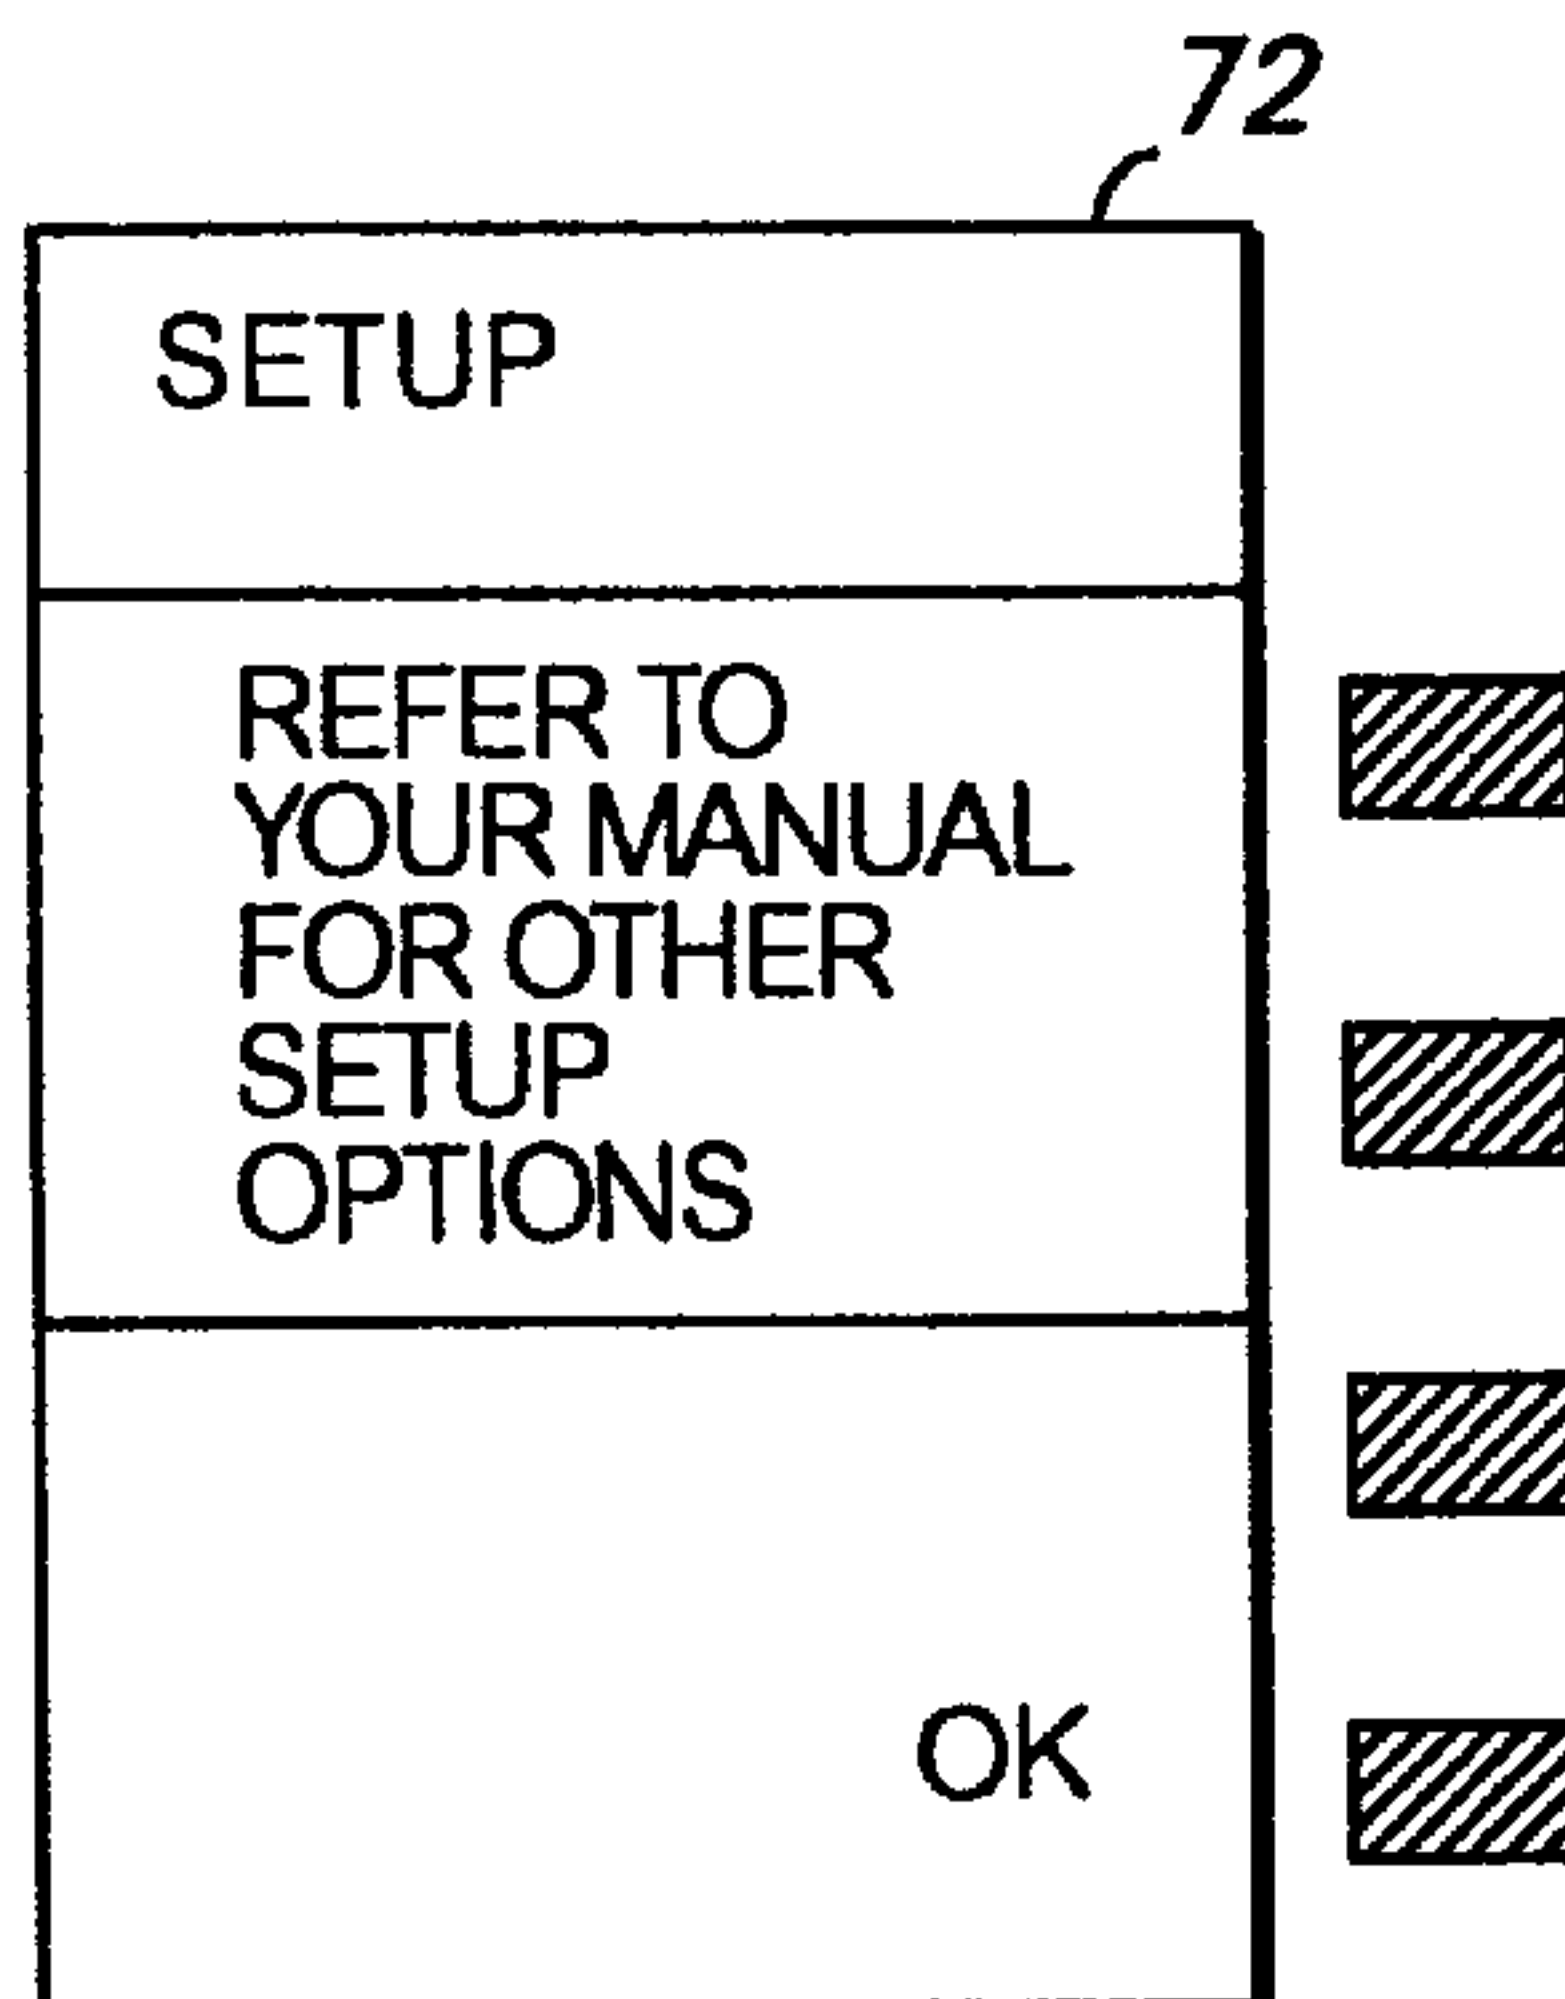 72
SETUP
REFER TO
YOUR MANUAL
FOR OTHER
SETUP
OPTIONS
OK